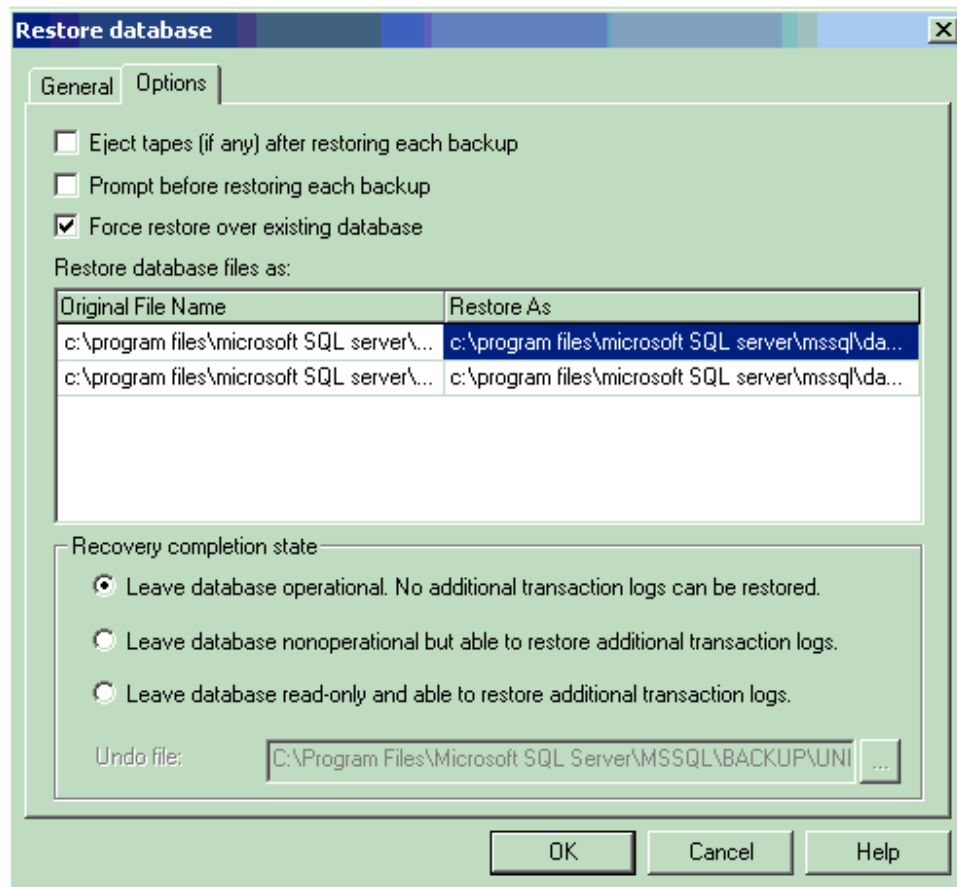 Restore database
General Options
Eject tapes (if any) after restoring each backup
Prompt before restoring each backup
Force restore over existing database
Restore database files as:
Original File Name Restore As
c:\program files\microsoft SQL server\... c:\program files\microsoft SQL server\mssql\da...
c:\program files\microsoft SQL server\... c:\program files\microsoft SQL server\mssql\da...
Recovery completion state
Leave database operational. No additional transaction logs can be restored.
Leave database nonoperational but able to restore additional transaction logs.
Leave database read-only and able to restore additional transaction logs.
Undo file: C:\Program Files\Microsoft SQL Server\MSSQL\BACKUP\UNI ...
OK Cancel Help